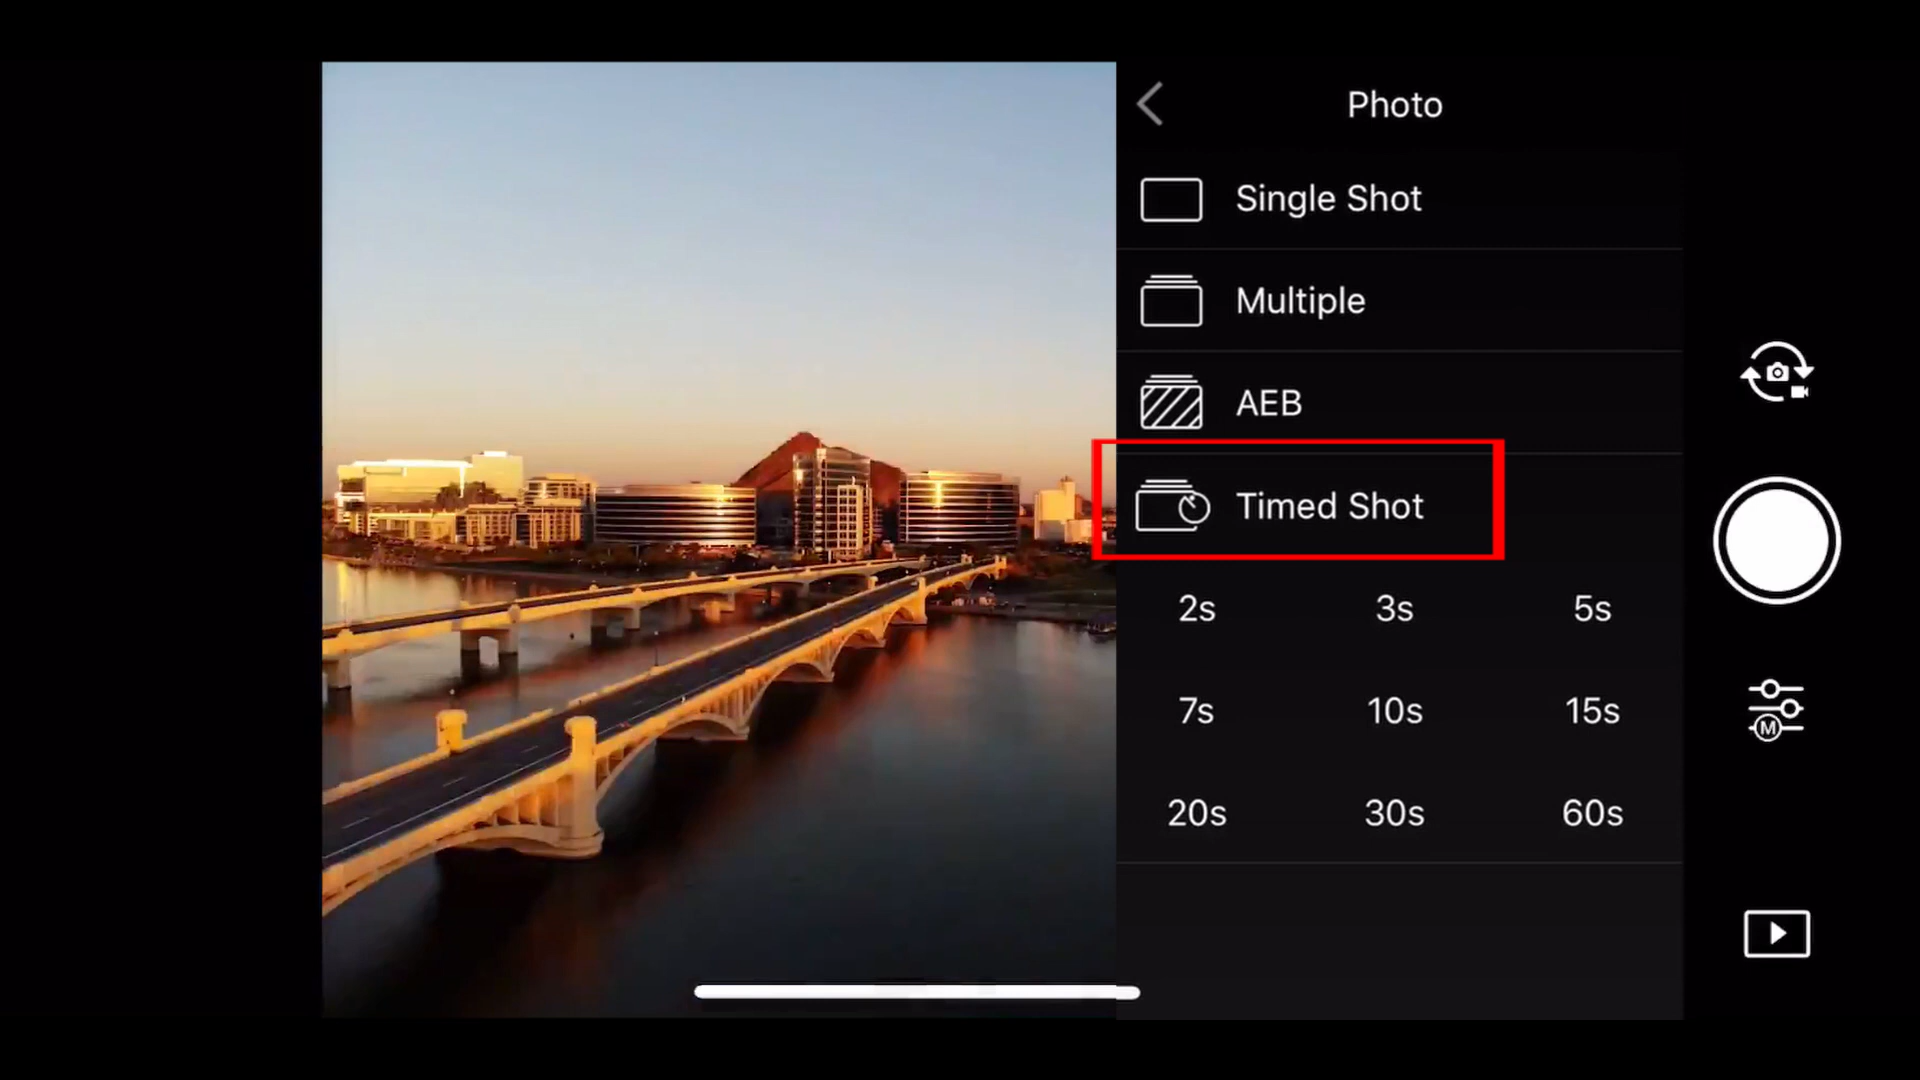 Photo
Single Shot
Multiple
AEB
Timed Shot
2s 3s 5s
7s 10s 15s
20s 30s 60s
M